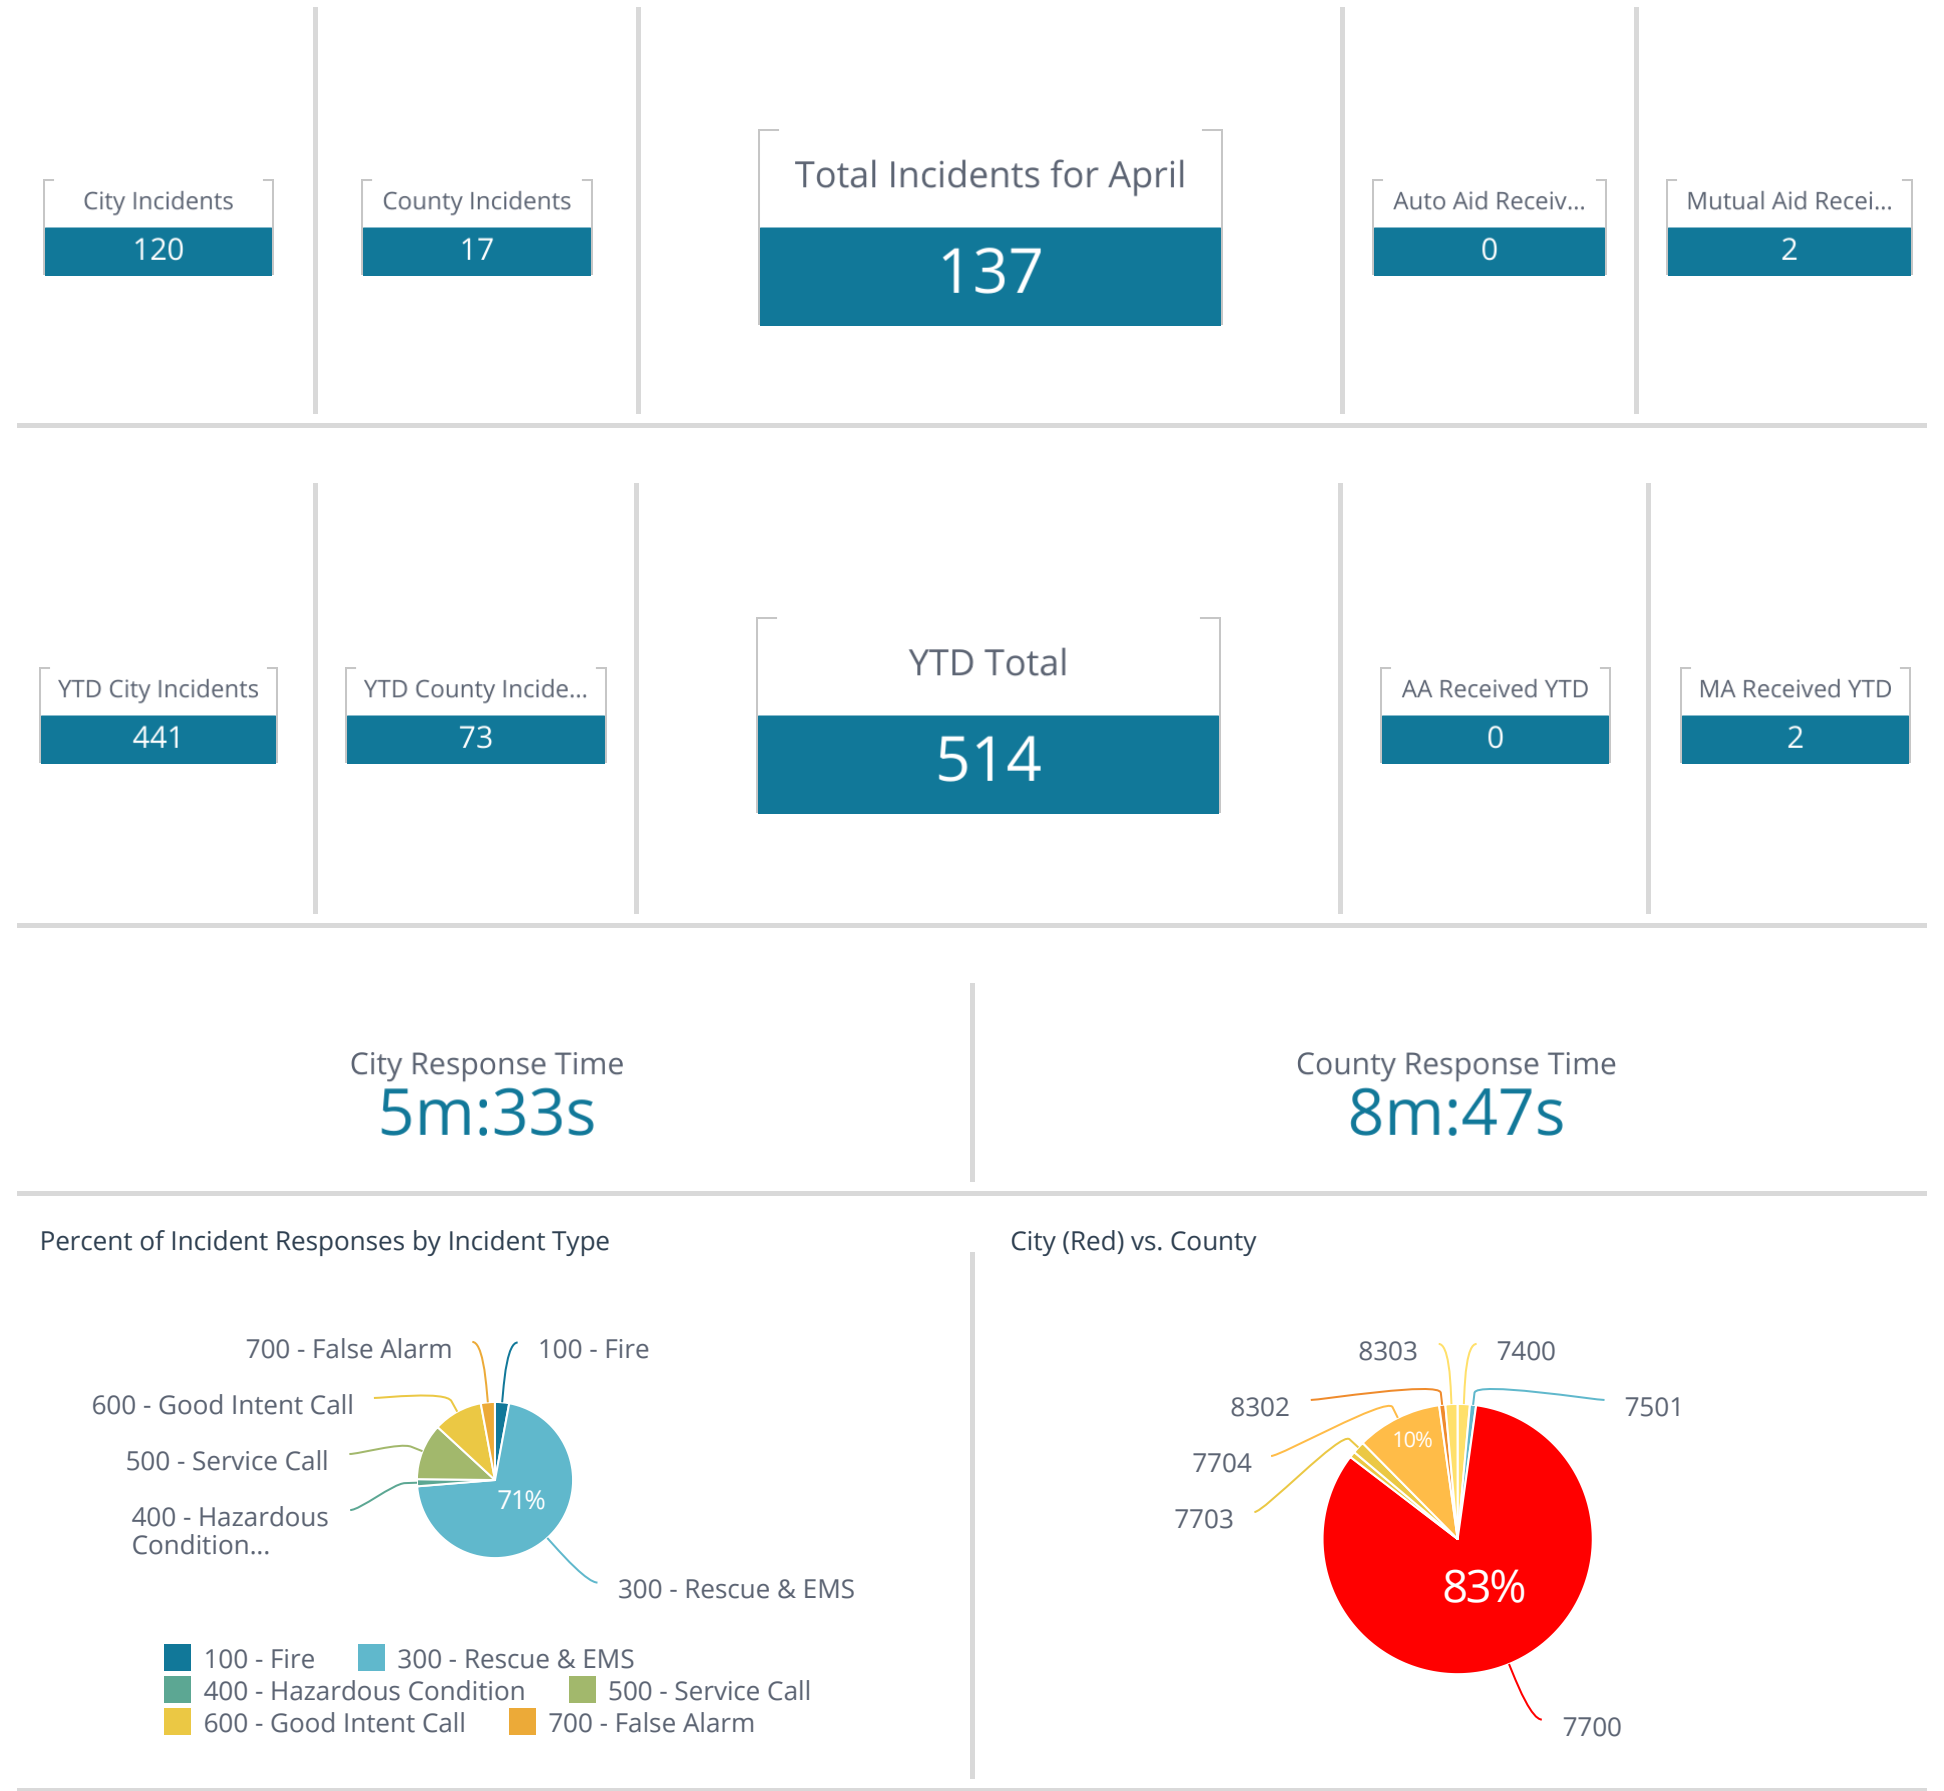 City Incidents
120
County Incidents
17
Total Incidents for April
137
Auto Aid Receiv...
0
Mutual Aid Recei...
2
YTD City Incidents
441
YTD County Incide...
73
YTD Total
514
AA Received YTD
0
MA Received YTD
2
City Response Time
5m:33s
County Response Time
8m:47s
Percent of Incident Responses by Incident Type
700 - False Alarm
100 - Fire
600 - Good Intent Call
500 - Service Call
400 - Hazardous
Condition...
71%
300 - Rescue & EMS
100 - Fire
300 - Rescue & EMS
400 - Hazardous Condition
500 - Service Call
600 - Good Intent Call
700 - False Alarm
City (Red) vs. County
8303
7400
8302
7501
10%
7704
7703
83%
7700